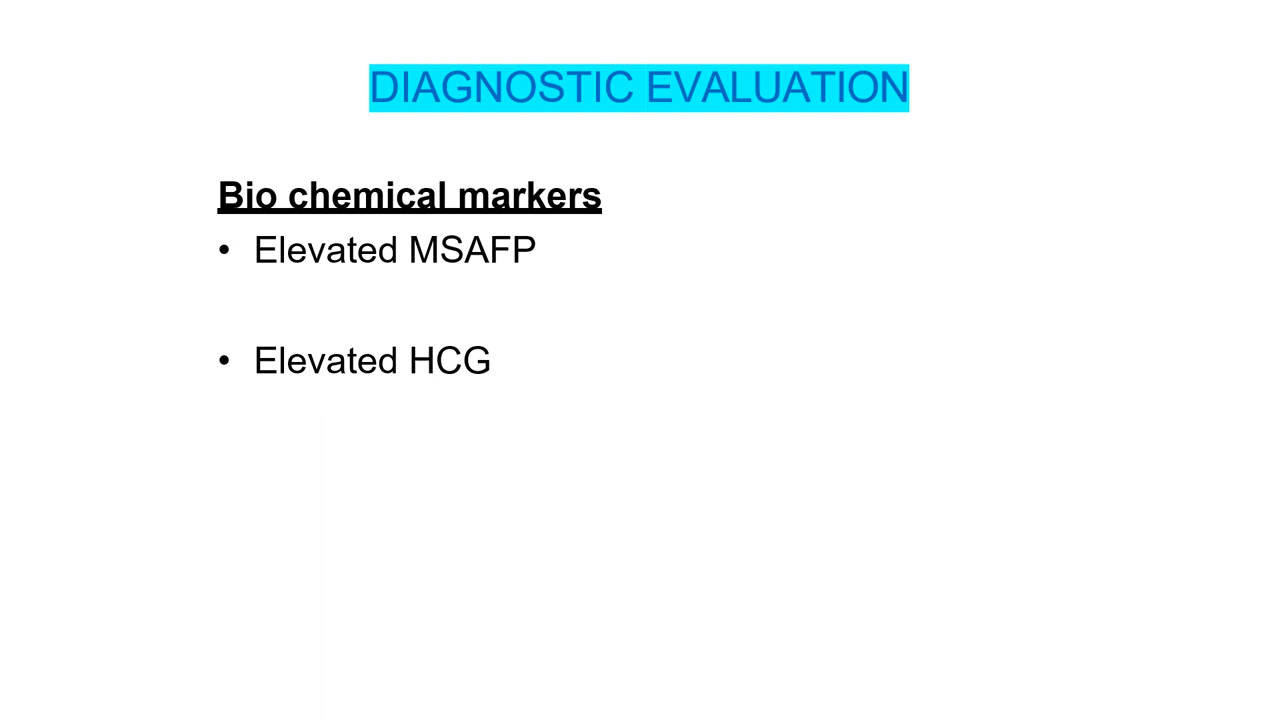 DIAGNOSTIC EVALUATION
Bio chemical markers
• Elevated MSAFP
• Elevated HCG